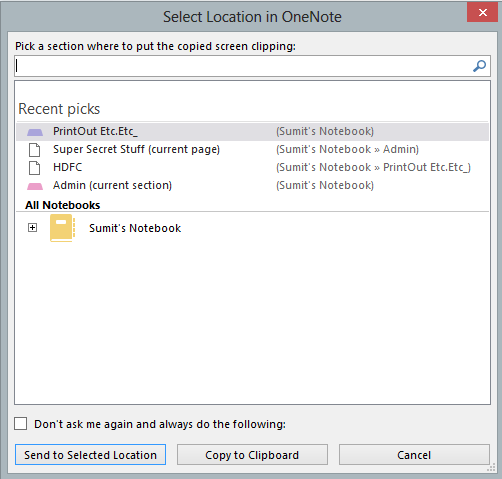 Select Location in OneNote
Pick a section where to put the copied screen clipping:
Recent picks
PrintOut Etc.Etc_ (Sumit's Notebook)
Super Secret Stuff (current page) (Sumit's Notebook » Admin)
HDFC (Sumit's Notebook » PrintOut Etc.Etc_)
Admin (current section) (Sumit's Notebook)
All Notebooks
Sumit's Notebook
Don't ask me again and always do the following:
Send to Selected Location Copy to Clipboard Cancel